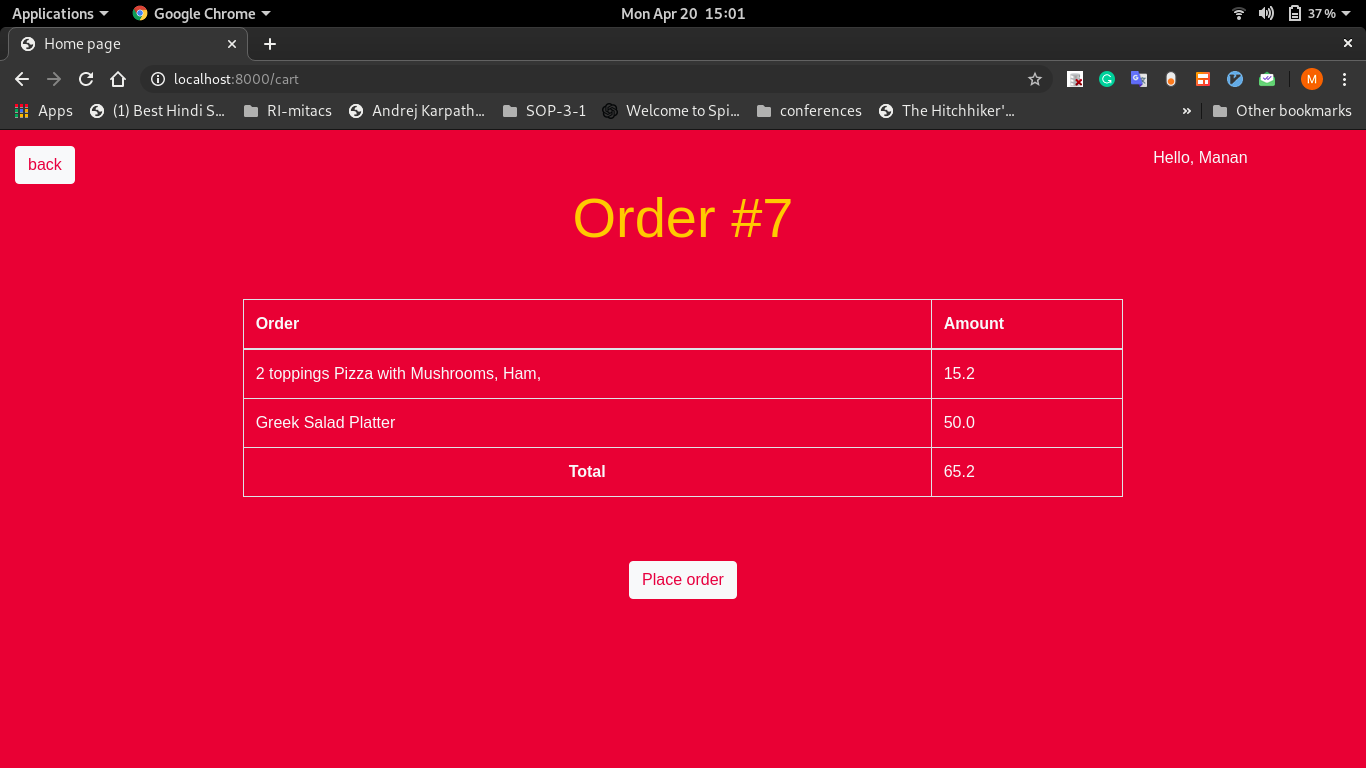 Applications Google Chrome Mon Apr 20 15:01 37 %
Home page
localhost:8000/cart M
Apps (1) Best Hindi S... RI-mitacs Andrej Karpath... SOP-3-1 Welcome to Spi... conferences The Hitchhiker'... » Other bookmarks
back Hello, Manan
Order #7
Order Amount
2 toppings Pizza with Mushrooms, Ham, 15.2
Greek Salad Platter 50.0
Total 65.2
Place order